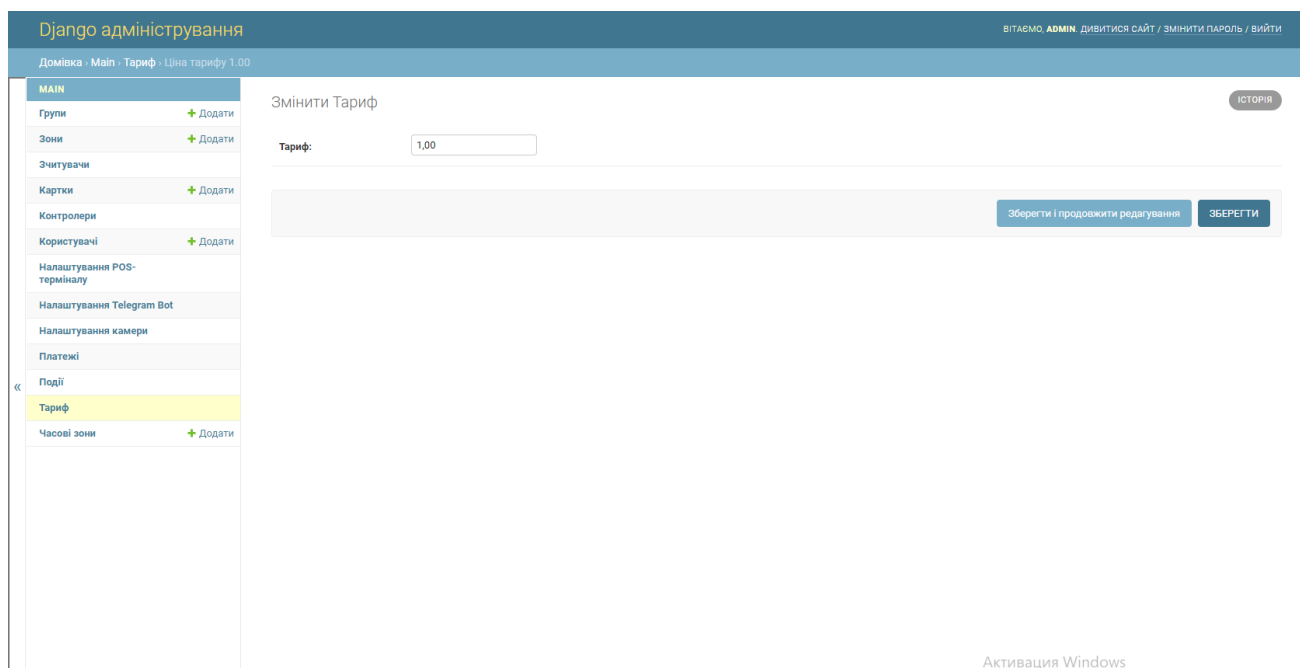 Django адміністрування
ВІТАЄМО, ADMIN. ДИВИТИСЯ САЙТ / ЗМІНИТИ ПАРОЛЬ / ВИЙТИ
Домівка › Main › Тариф › Ціна тарифу 1.00
MAIN
Групи + Додати
Зони + Додати
Зчитувачи
Картки + Додати
Контролери
Користувачі + Додати
Налаштування POS-
терміналу
Налаштування Telegram Bot
Налаштування камери
Платежі
Події
Тариф
Часові зони + Додати
«
Змінити Тариф
ІСТОРІЯ
Тариф: 1,00
Зберегти і продовжити редагування
ЗБЕРЕГТИ
Активация Windows